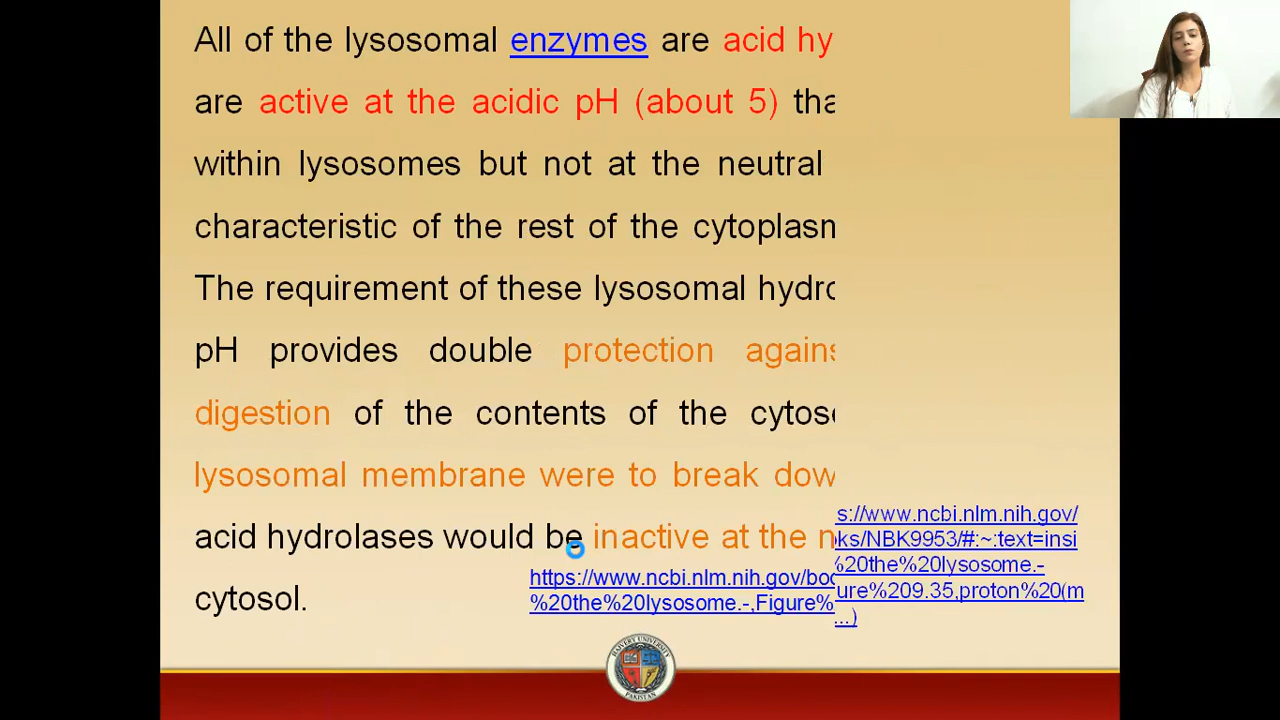 All of the lysosomal enzymes are acid hy
are active at the acidic pH (about 5) tha
within lysosomes but not at the neutral
characteristic of the rest of the cytoplasm
The requirement of these lysosomal hydro
pH provides double protection agains
digestion of the contents of the cytoso
lysosomal membrane were to break dow
acid hydrolases would be inactive at the n
cytosol.
https://www.ncbi.nlm.nih.gov/boo
%20the%20lysosome.-,Figure%
s://www.ncbi.nlm.nih.gov/
ks/NBK9953/#:~:text=insi
%20the%20lysosome.-
ure%209.35,proton%20(m
...)
PAKISTAN